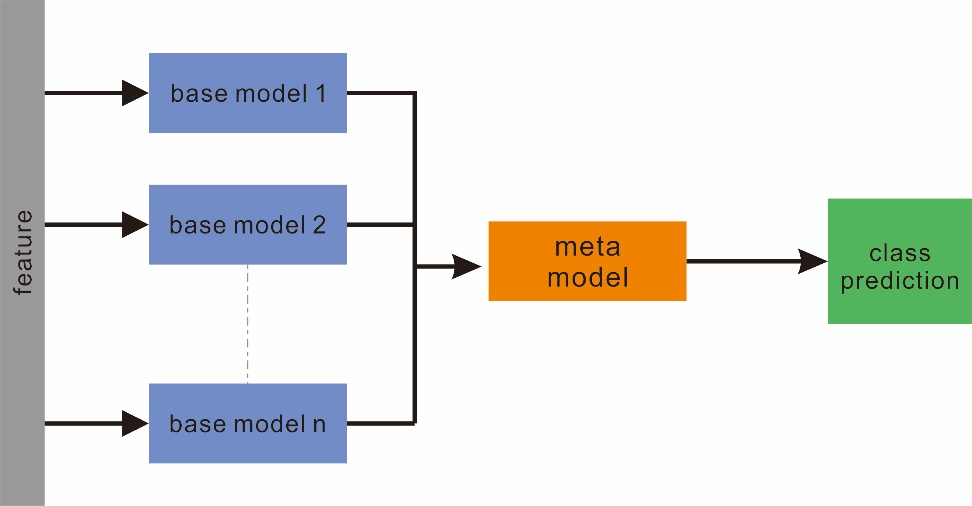 feature
base model 1
base model 2
base model n
meta
model
class
prediction